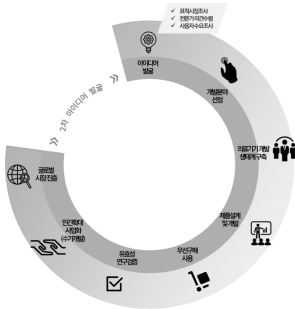 ✓ 표적시장조사
✓ 전문가 의견수렴
✓ 사용자 수요조사
아이디어
발굴
개발분야
선정
의료기기 개발
생태계 구축
제품설계
및 개발
우선구매
사용
유효성
연구검증
인간확대
사업화
(수가개발)
글로벌
시장 진출
2차 아이디어 발굴